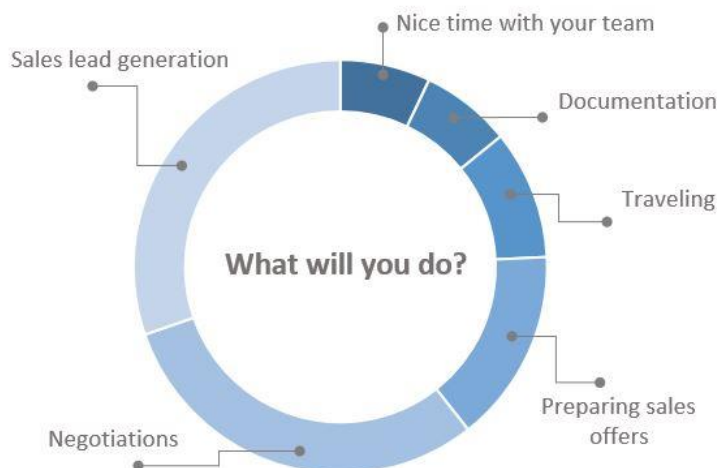 Nice time with your team
Sales lead generation
Documentation
Traveling
What will you do?
Preparing sales
offers
Negotiations